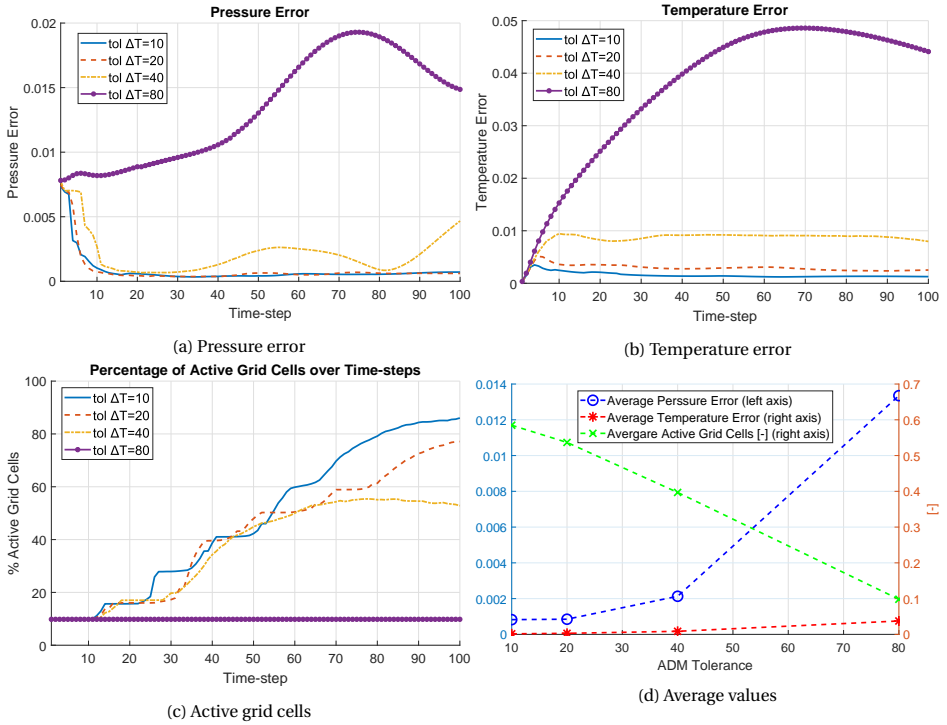 Pressure Error
0.02
0.015
0.01
0.005
0
Pressure Error
tol ΔT=10
tol ΔT=20
tol ΔT=40
tol ΔT=80
10 20 30 40 50 60 70 80 90 100
Time-step
(a) Pressure error
Temperature Error
0.05
0.04
0.03
0.02
0.01
0
Temperature Error
tol ΔT=10
tol ΔT=20
tol ΔT=40
tol ΔT=80
10 20 30 40 50 60 70 80 90 100
Time-step
(b) Temperature error
Percentage of Active Grid Cells over Time-steps
100
80
60
40
20
0
% Active Grid Cells
tol ΔT=10
tol ΔT=20
tol ΔT=40
tol ΔT=80
10 20 30 40 50 60 70 80 90 100
Time-step
(c) Active grid cells
0.014
0.012
0.01
0.008
0.006
0.004
0.002
0
Average Perssure Error (left axis)
Average Temperature Error (right axis)
Avergare Active Grid Cells [-] (right axis)
0.7
0.6
0.5
0.4
0.3
0.2
0.1
0
[-]
10 20 30 40 50 60 70 80
ADM Tolerance
(d) Average values